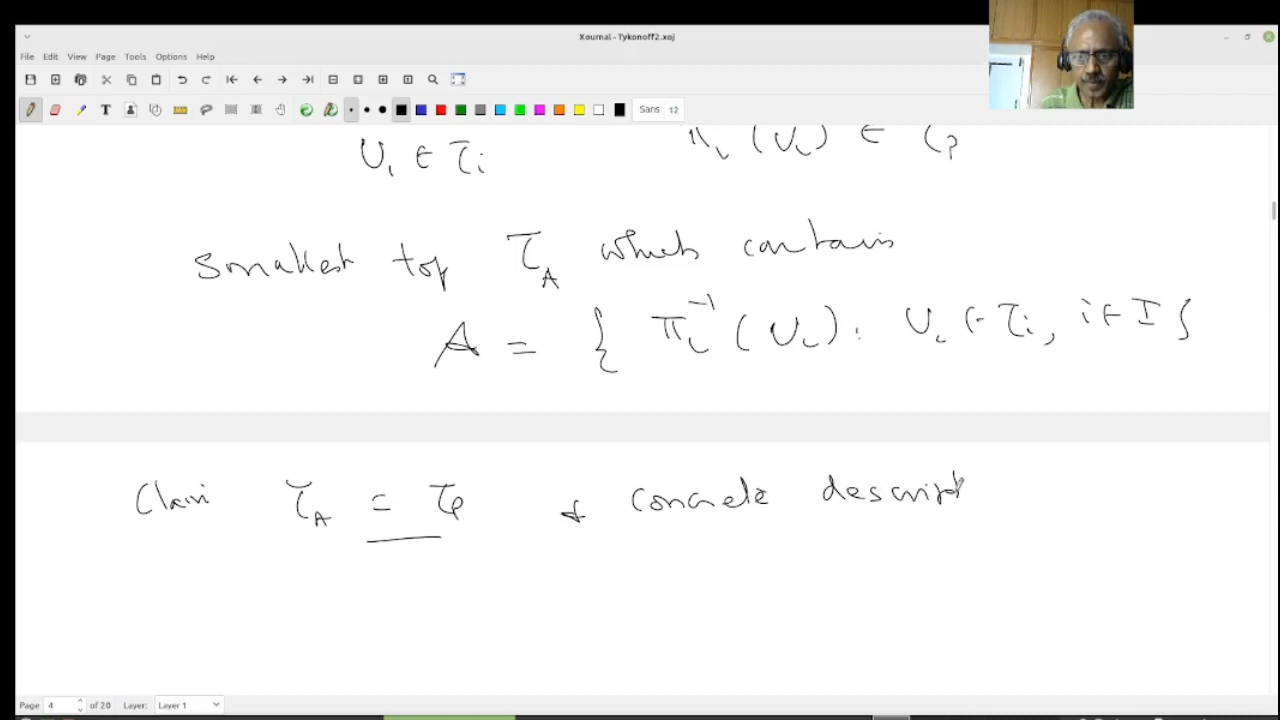 Xournal - Tykonoff2.xoj
File Edit View Page Tools Options Help
Sans 12
U_i ∈ τ_i π_i (U_i) ∈ τ_p
smallest top τ_A which contains
A = { π_i^{-1} (U_i) : U_i ∈ τ_i, i ∈ I }
Claim τ_A = τ_p & concrete descript
Page 4 of 20 Layer: Layer 1